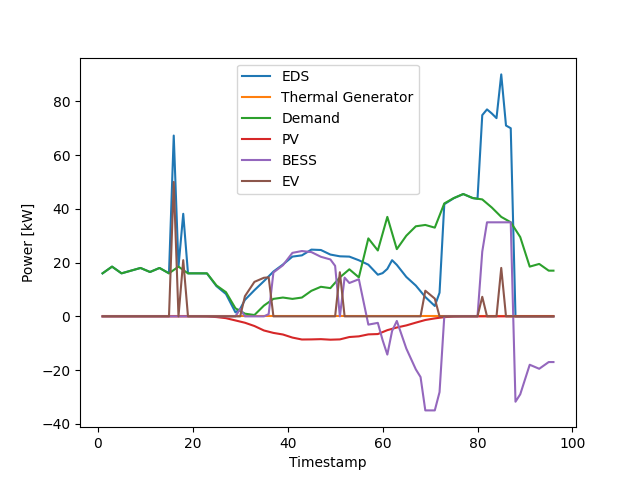 EDS
Thermal Generator
Demand
PV
BESS
EV
Power [kW]
80
60
40
20
0
−20
−40
0 20 40 60 80 100
Timestamp